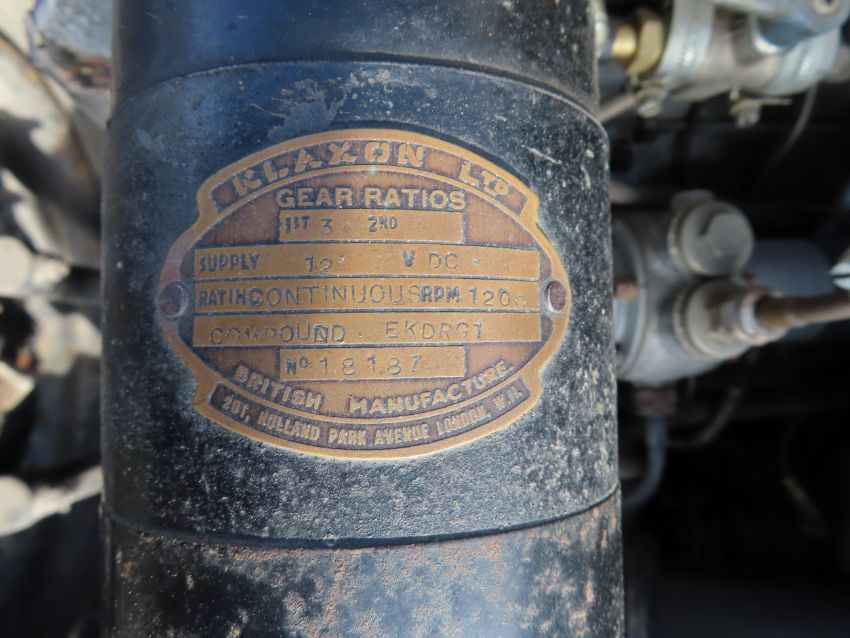 KLAXON LTD
GEAR RATIOS
1ST 3 2ND
SUPPLY 12 V DC
RATING CONTINUOUS RPM 1200
COMPOUND EKDRG1
NO 18187
BRITISH MANUFACTURE
201, HOLLAND PARK AVENUE LONDON. W.11.